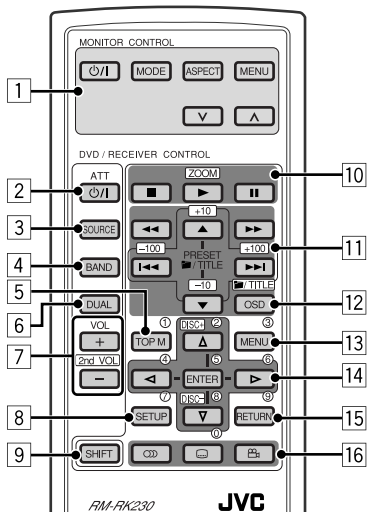 MONITOR CONTROL
1
⏻/I MODE ASPECT MENU
DVD / RECEIVER CONTROL
ATT ZOOM 10
2 ⏻/I
3 SOURCE +10
–100 +100 11
4 BAND PRESET
/ TITLE
5 –10 / TITLE
6 DUAL OSD 12
7 VOL ① DISC+ ② ③
+ TOP M MENU 13
2nd VOL ④ ⑤ ⑥
– ENTER 14
⑦ DISC– ⑧ ⑨
8 SETUP RETURN 15
⓪
9 SHIFT 16
RM-RK230 JVC